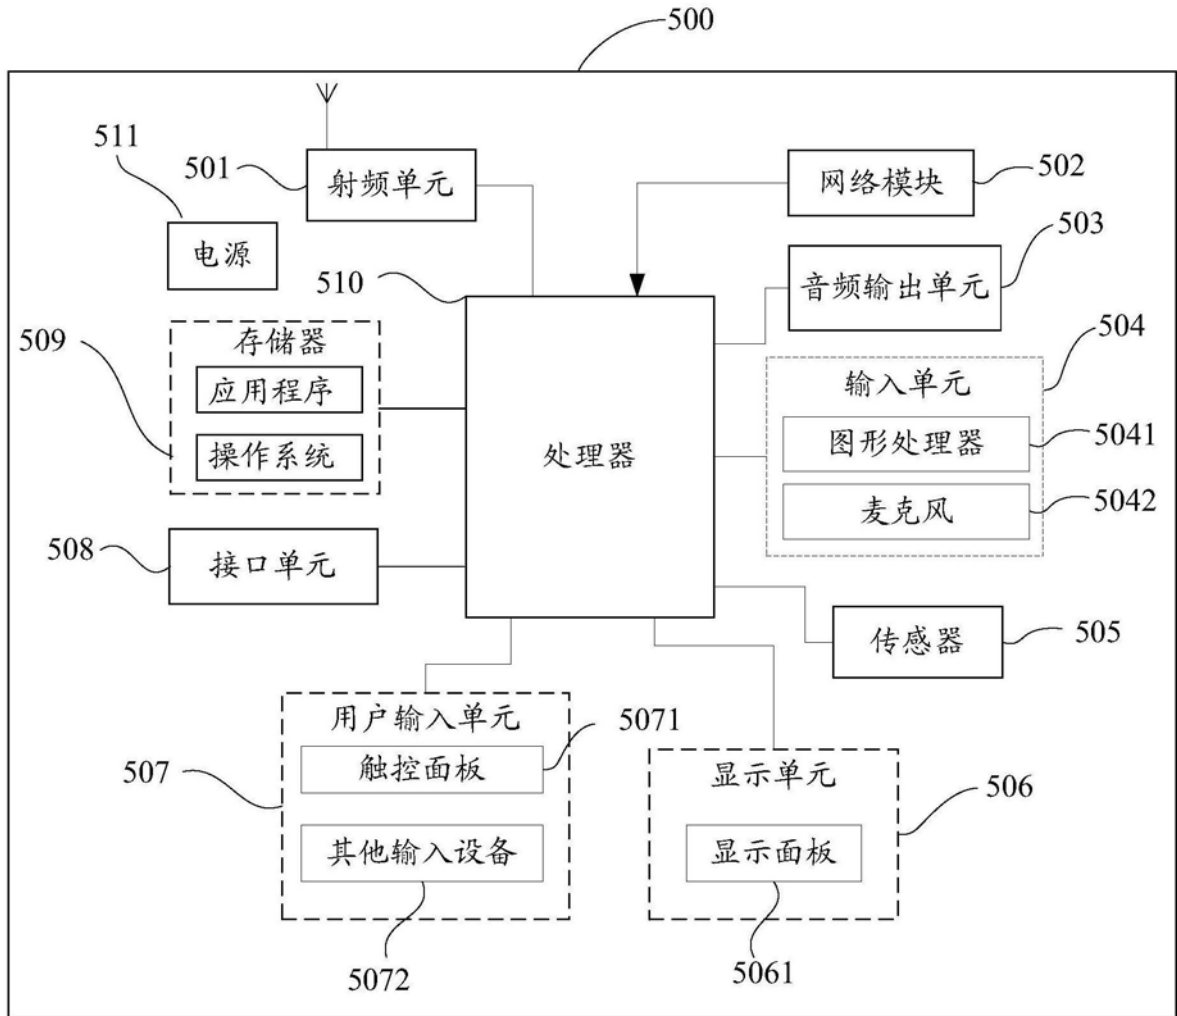 500
511
501
射频单元
网络模块
502
电源
503
音频输出单元
510
509
存储器
应用程序
操作系统
504
输入单元
图形处理器
5041
麦克风
5042
处理器
508
接口单元
传感器
505
用户输入单元
5071
触控面板
507
其他输入设备
5072
显示单元
506
显示面板
5061